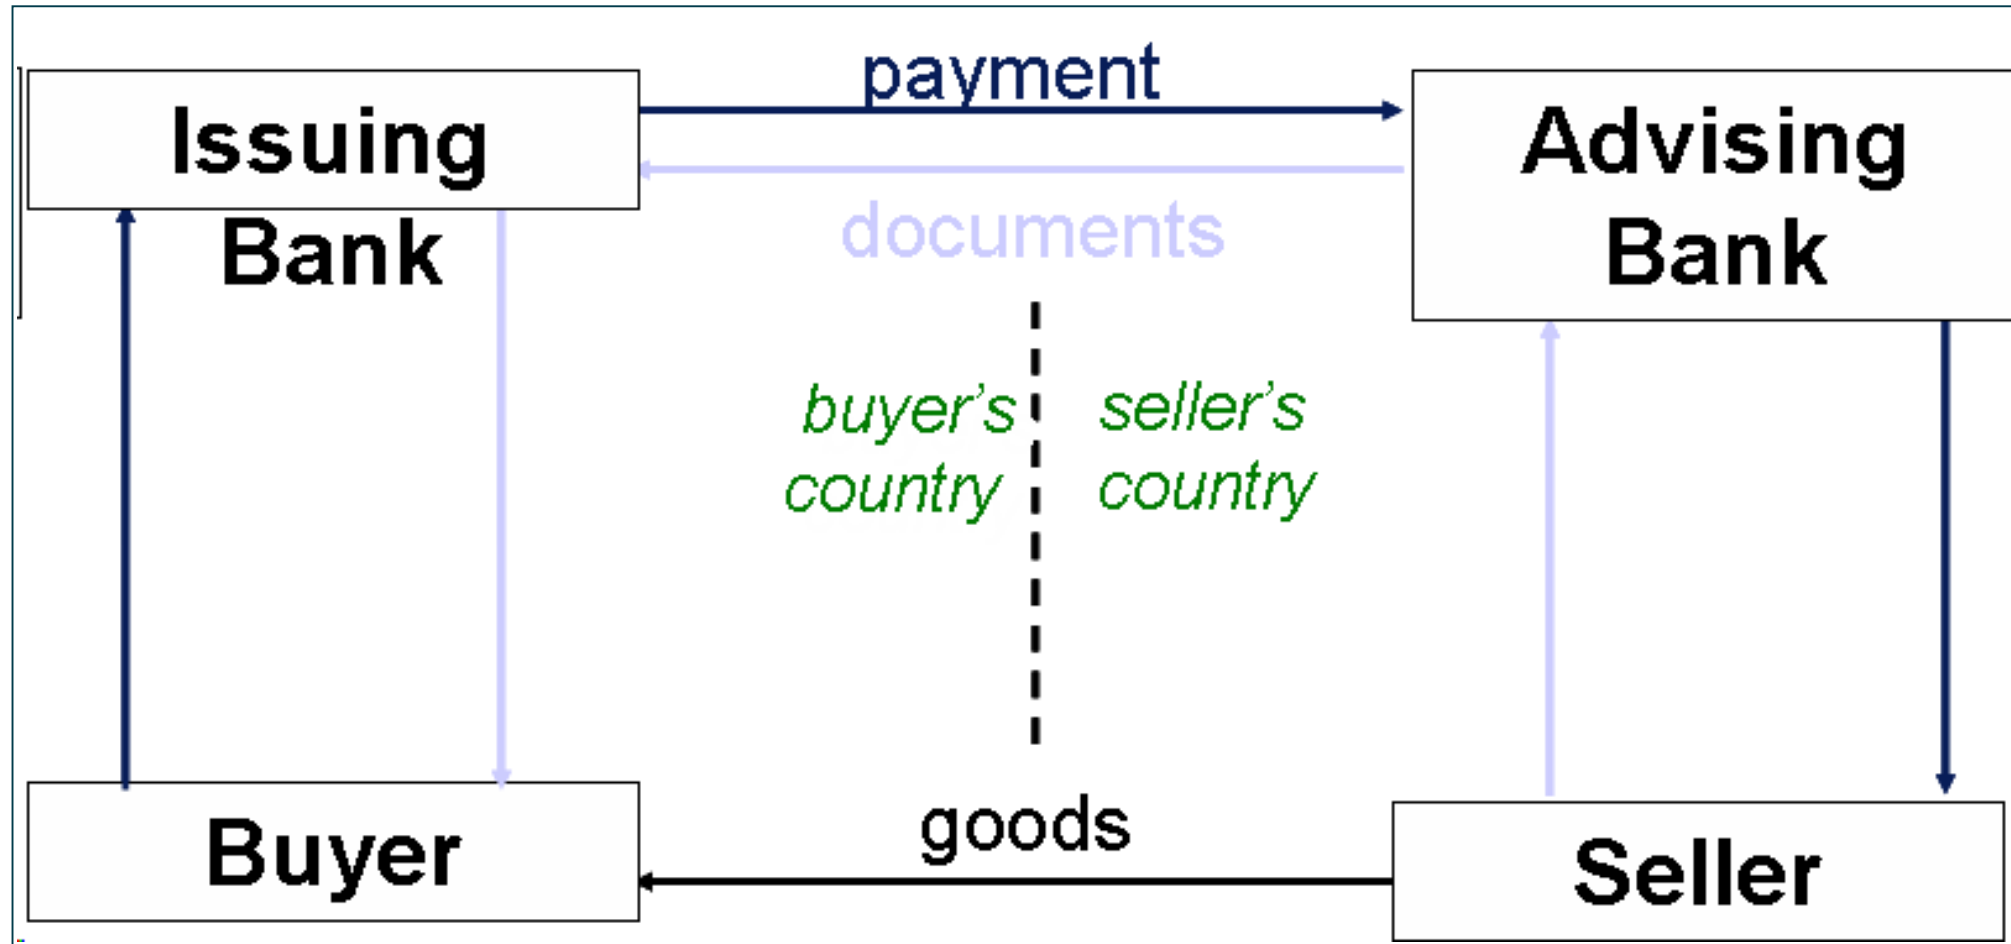 payment
Issuing
Bank
Advising
Bank
documents
buyer’s
country
seller’s
country
goods
Buyer
Seller